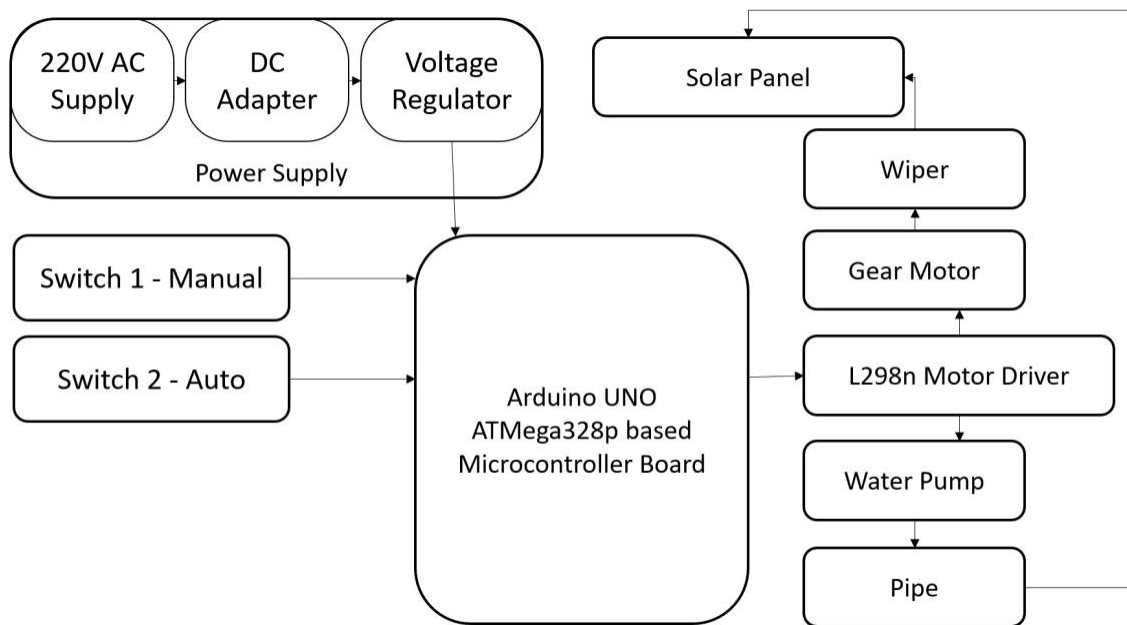 220V AC
Supply
DC
Adapter
Voltage
Regulator
Power Supply
Switch 1 - Manual
Switch 2 - Auto
Arduino UNO
ATMega328p based
Microcontroller Board
Solar Panel
Wiper
Gear Motor
L298n Motor Driver
Water Pump
Pipe